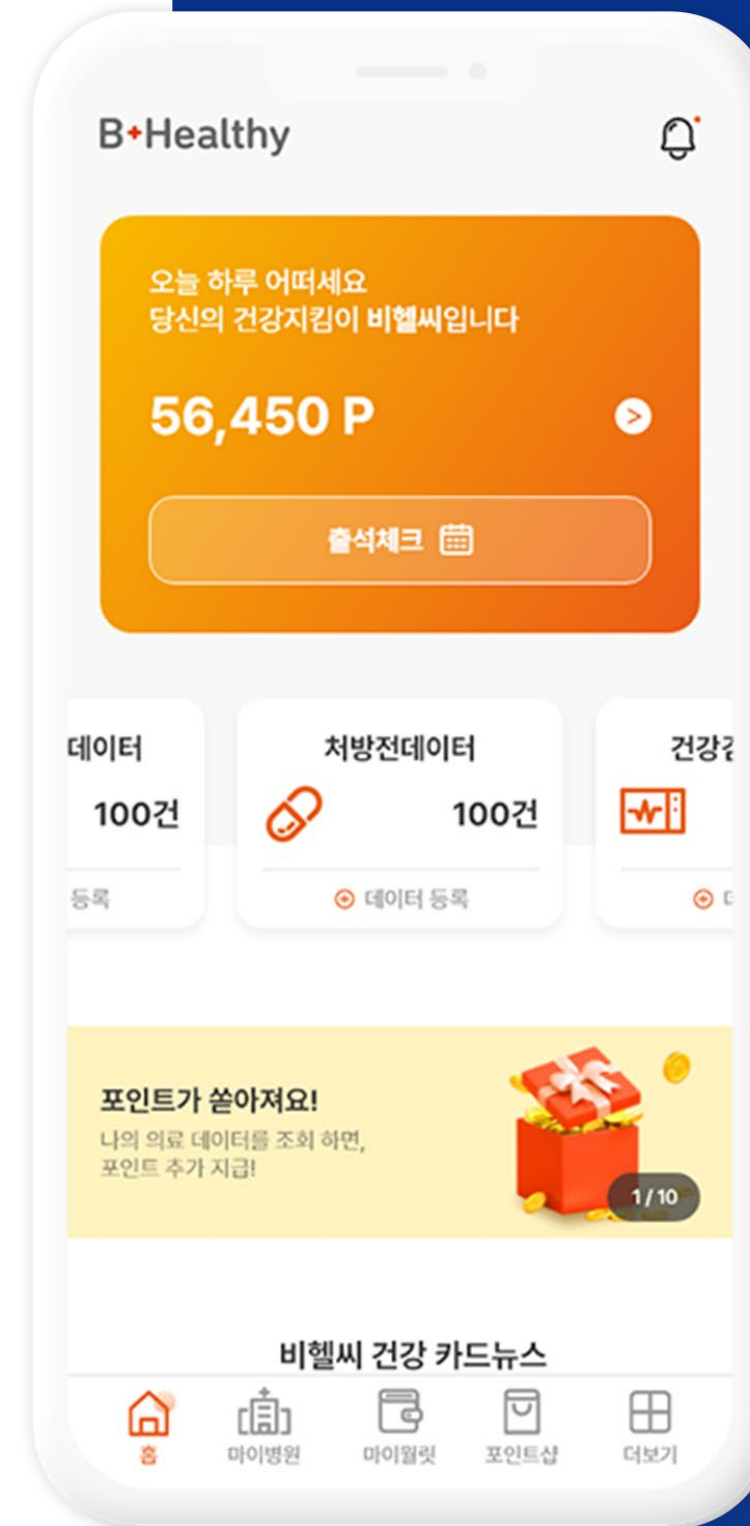 B+Healthy
오늘 하루 어떠세요
당신의 건강지킴이 비헬씨입니다
56,450 P
출석체크
데이터
100건
등록
처방전데이터
100건
데이터 등록
건강
포인트가 쏟아져요!
나의 의료 데이터를 조회 하면,
포인트 추가 지급!
1 / 10
비헬씨 건강 카드뉴스
홈
마이병원
마이월릿
포인트샵
더보기